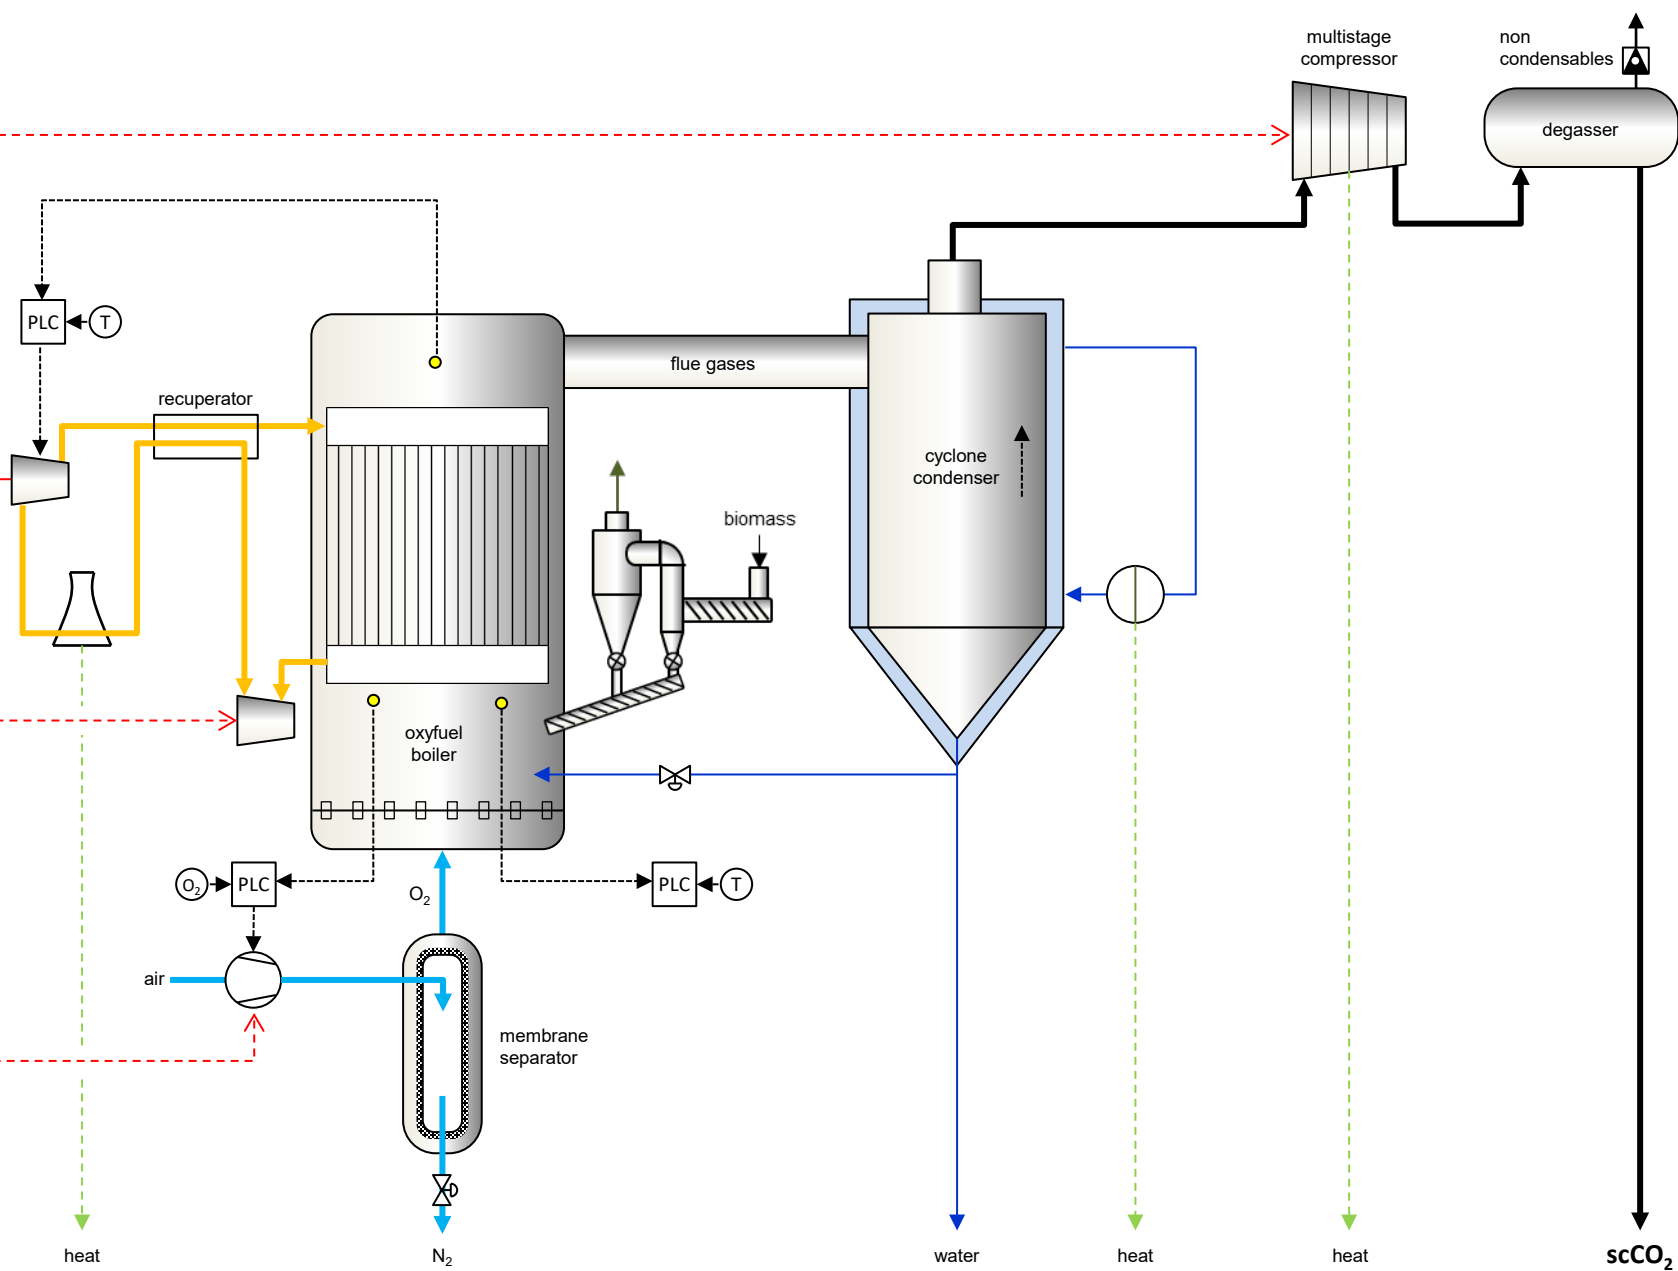 multistage
compressor
non
condensables
degasser
PLC
T
flue gases
recuperator
cyclone
condenser
biomass
oxyfuel
boiler
O₂
PLC
O₂
PLC
T
air
membrane
separator
heat
N₂
water
heat
heat
scCO₂